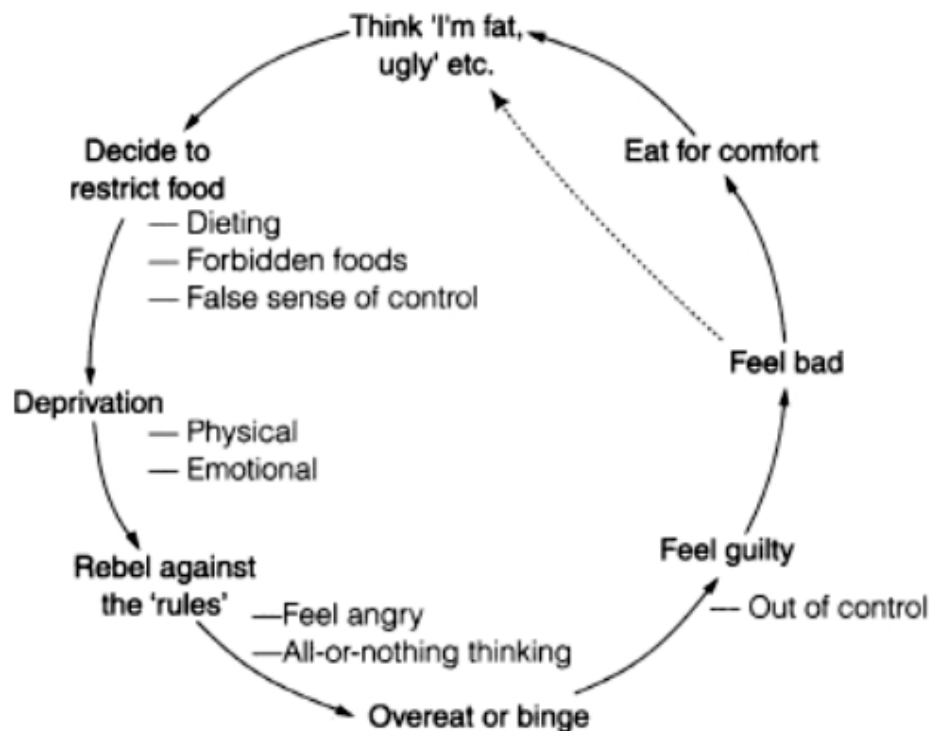 Think 'I'm fat,
ugly' etc.
Decide to
restrict food
— Dieting
— Forbidden foods
— False sense of control
Deprivation
— Physical
— Emotional
Rebel against
the 'rules'
—Feel angry
—All-or-nothing thinking
Overeat or binge
Feel guilty
— Out of control
Feel bad
Eat for comfort